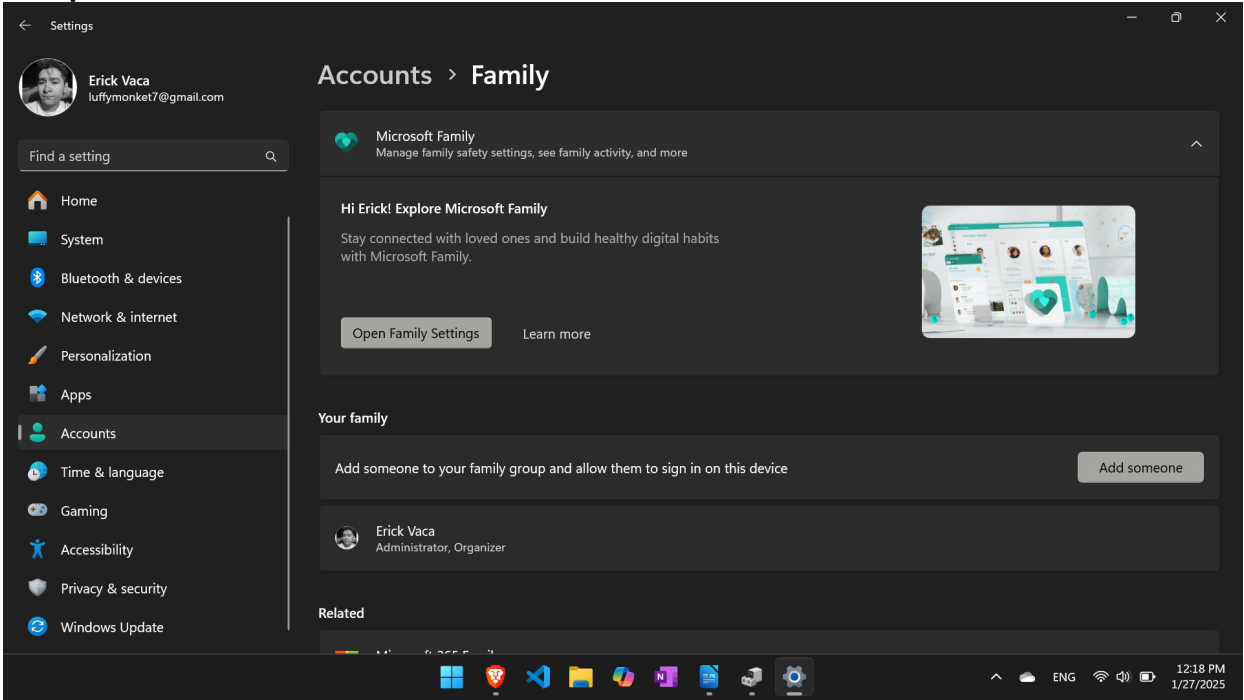 Settings
Erick Vaca
luffymonket7@gmail.com
Find a setting
Home
System
Bluetooth & devices
Network & internet
Personalization
Apps
Accounts
Time & language
Gaming
Accessibility
Privacy & security
Windows Update
Accounts > Family
Microsoft Family
Manage family safety settings, see family activity, and more
Hi Erick! Explore Microsoft Family
Stay connected with loved ones and build healthy digital habits
with Microsoft Family.
Open Family Settings
Learn more
Your family
Add someone to your family group and allow them to sign in on this device
Add someone
Erick Vaca
Administrator, Organizer
Related
ENG
12:18 PM
1/27/2025